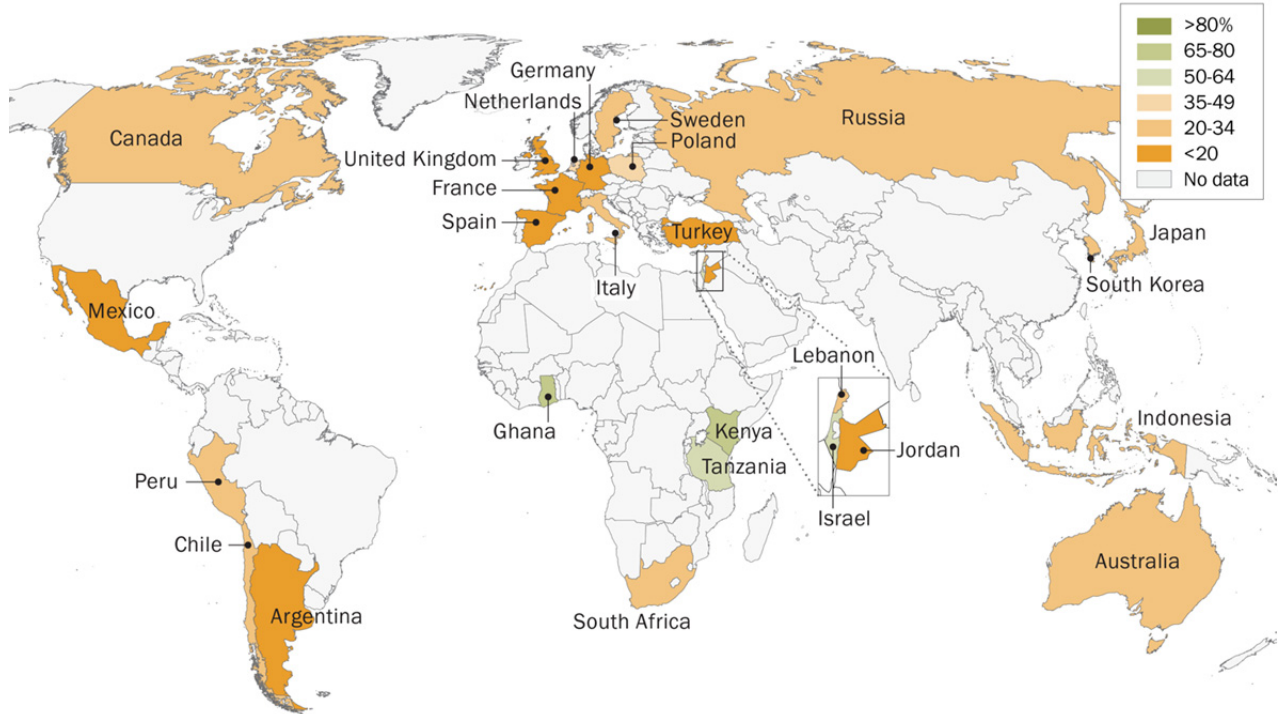 >80%
65-80
50-64
35-49
20-34
<20
No data
Germany
Netherlands
Canada
Sweden
Russia
Poland
United Kingdom
France
Spain
Turkey
Japan
Italy
South Korea
Mexico
Lebanon
Indonesia
Ghana
Kenya
Jordan
Tanzania
Peru
Israel
Chile
Australia
Argentina
South Africa